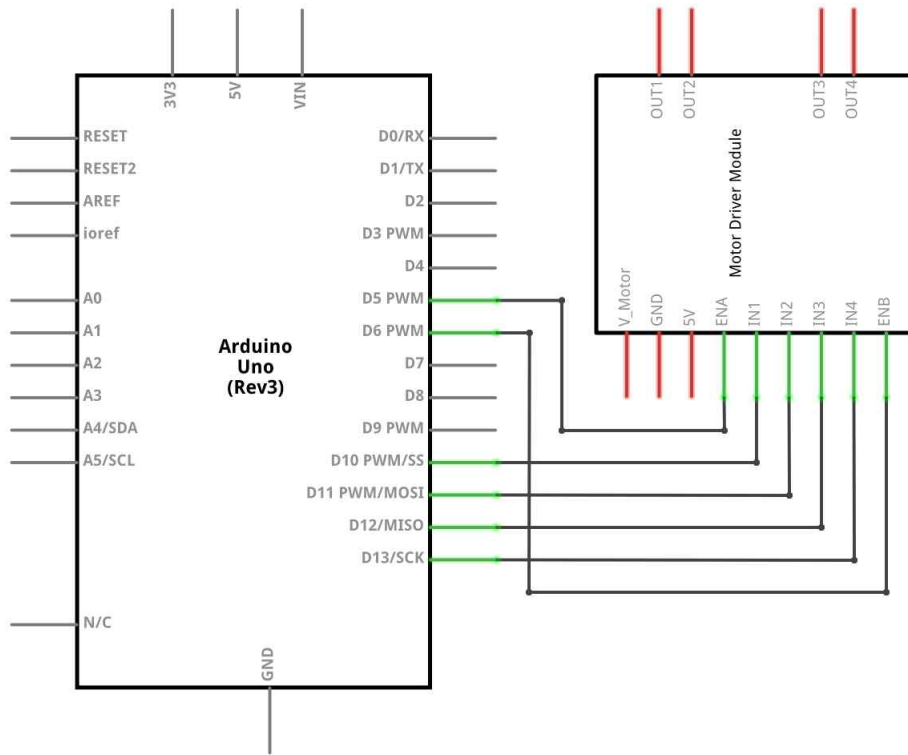 3V3
5V
VIN
RESET
RESET2
AREF
ioref
A0
A1
A2
A3
A4/SDA
A5/SCL
N/C
Arduino
Uno
(Rev3)
D0/RX
D1/TX
D2
D3 PWM
D4
D5 PWM
D6 PWM
D7
D8
D9 PWM
D10 PWM/SS
D11 PWM/MOSI
D12/MISO
D13/SCK
GND
OUT1
OUT2
OUT3
OUT4
Motor Driver Module
V_Motor
GND
5V
ENA
IN1
IN2
IN3
IN4
ENB